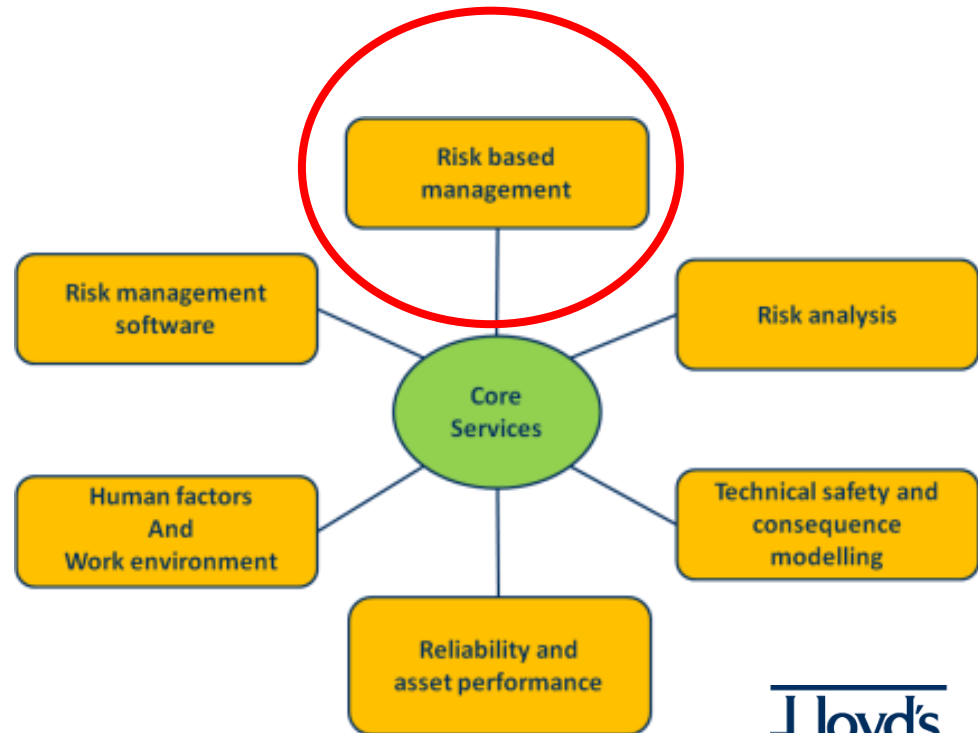 Risk based
management
Risk management
software
Risk analysis
Core
Services
Human factors
And
Work environment
Technical safety and
consequence
modelling
Reliability and
asset performance
Lloyd's